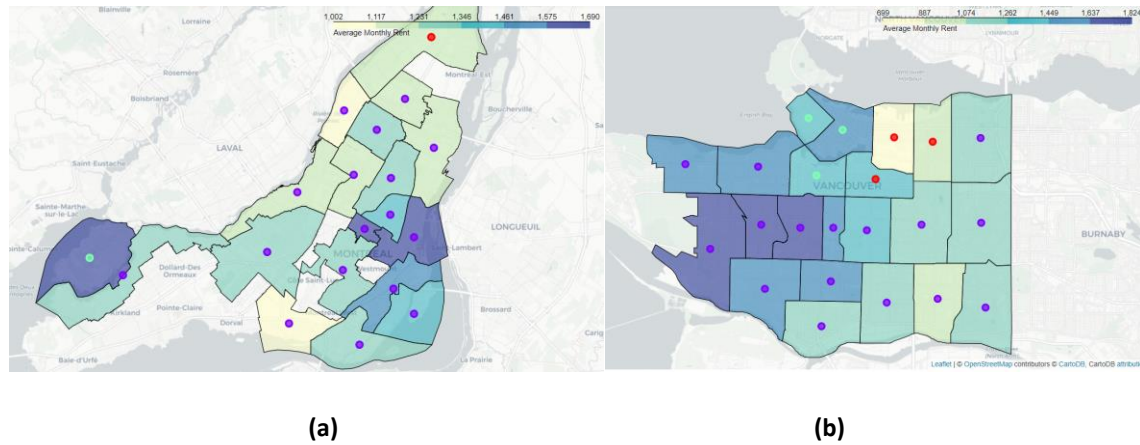 1,002 1,117 1,231 1,346 1,461 1,575 1,690
Average Monthly Rent
Blainville
Lorraine
Rosemère
Boisbriand
Montréal Est
Boucherville
LAVAL
Saint-Eustache
Sainte-Marthe-
sur-le-Lac
LONGUEUIL
MONTREAL
Saint-Lambert
Westmount
Dollard-Des
Ormeaux
Pointe-Claire
Kirkland
Dorval
Brossard
Baie-d'Urfé
La Prairie
699 887 1,074 1,262 1,449 1,637 1,824
Average Monthly Rent
English Bay
VANCOUVER
BURNABY
Leaflet | © OpenStreetMap contributors © CartoDB, CartoDB attributi
(a)
(b)